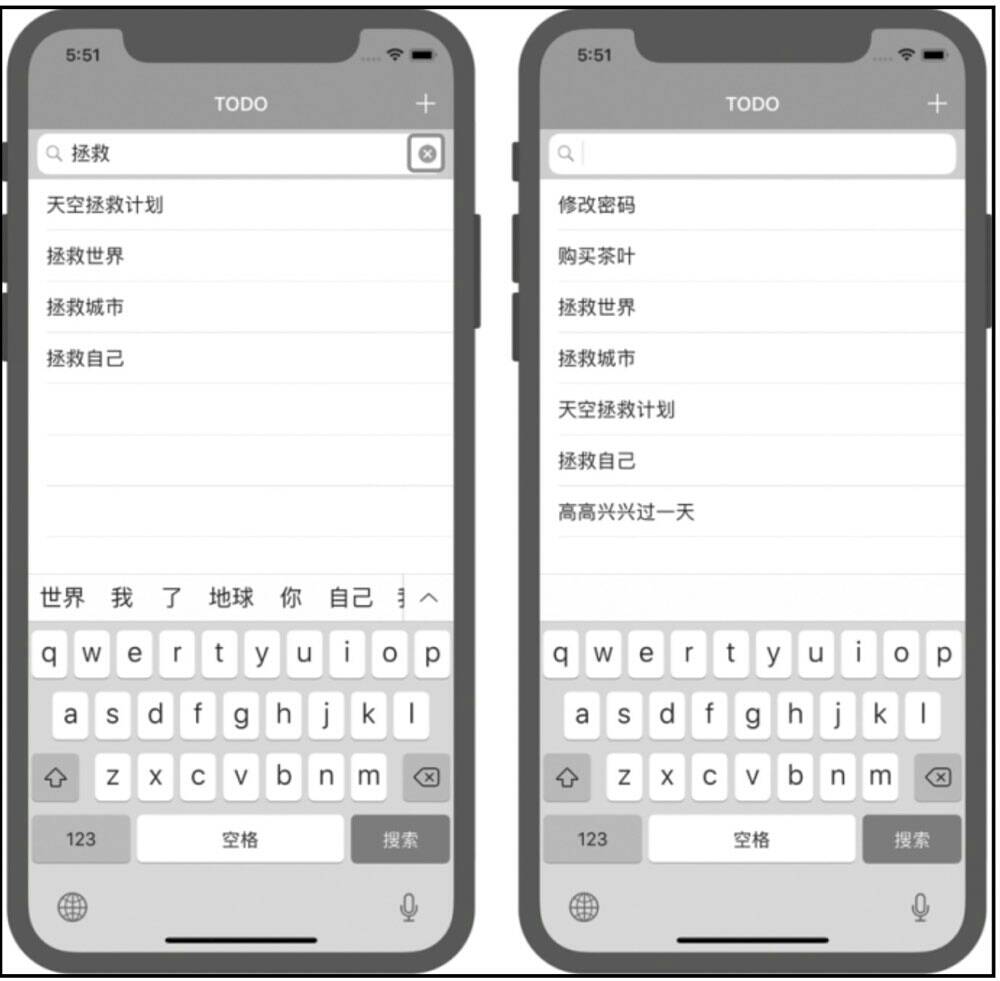 5:51
TODO
拯救
天空拯救计划
拯救世界
拯救城市
拯救自己
世界 我 了 地球 你 自己
q w e r t y u i o p
a s d f g h j k l
z x c v b n m
123 空格 搜索
5:51
TODO
修改密码
购买茶叶
拯救世界
拯救城市
天空拯救计划
拯救自己
高高兴兴过一天
q w e r t y u i o p
a s d f g h j k l
z x c v b n m
123 空格 搜索